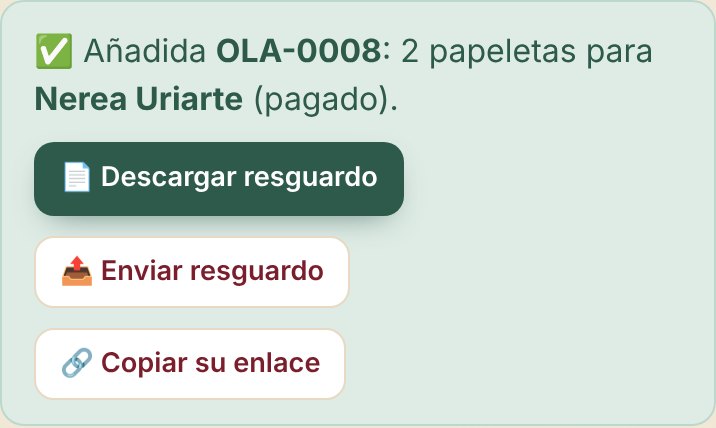 ✅ Añadida OLA-0008: 2 papeletas para
Nerea Uriarte (pagado).
📄 Descargar resguardo
📤 Enviar resguardo
🔗 Copiar su enlace